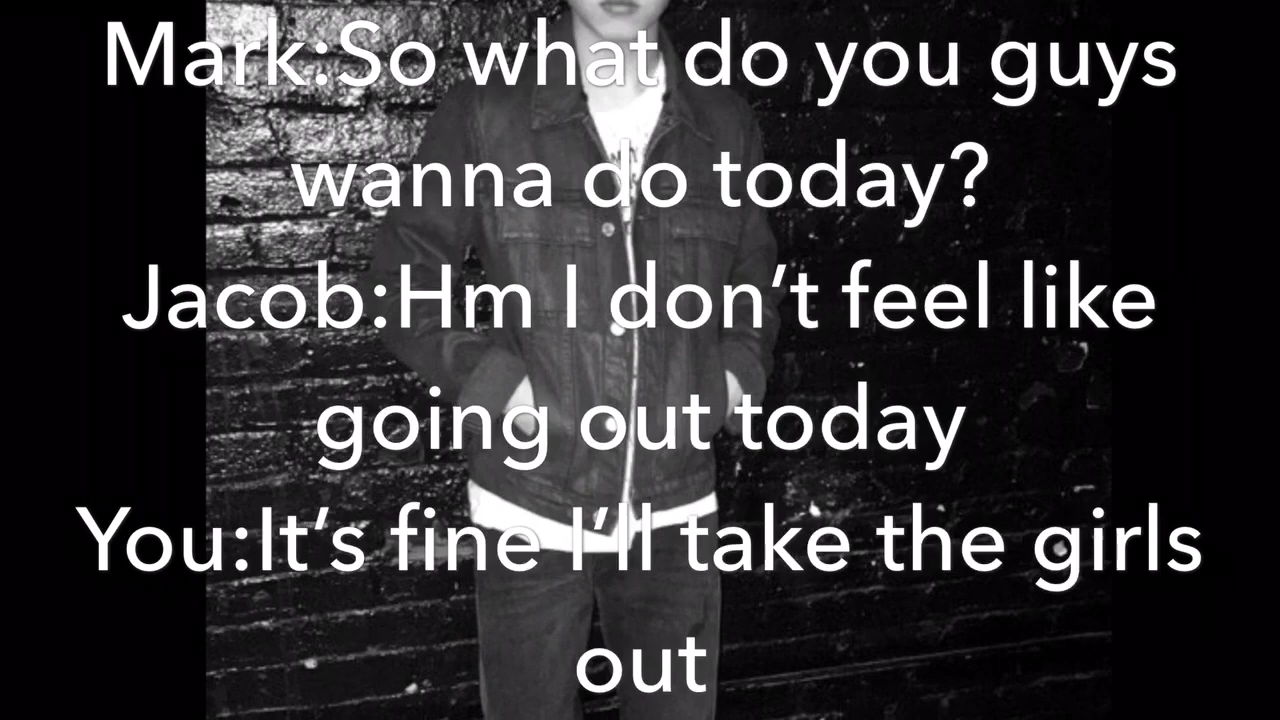 Mark:So what do you guys
wanna do today?
Jacob:Hm I don’t feel like
going out today
You:It’s fine I’ll take the girls
out